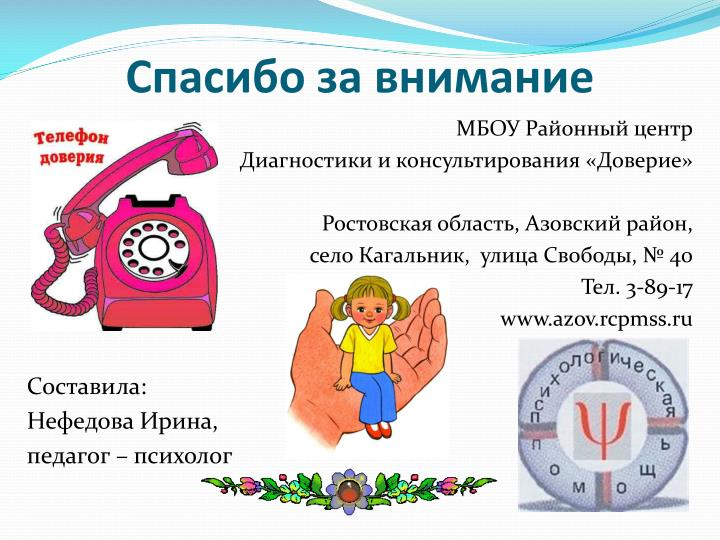 Спасибо за внимание
Телефон
доверия
МБОУ Районный центр
Диагностики и консультирования «Доверие»
Ростовская область, Азовский район,
село Кагальник,  улица Свободы, № 40
Тел. 3-89-17
www.azov.rcpmss.ru
Составила:
Нефедова Ирина,
педагог – психолог
психологическая
Ψ
помощь